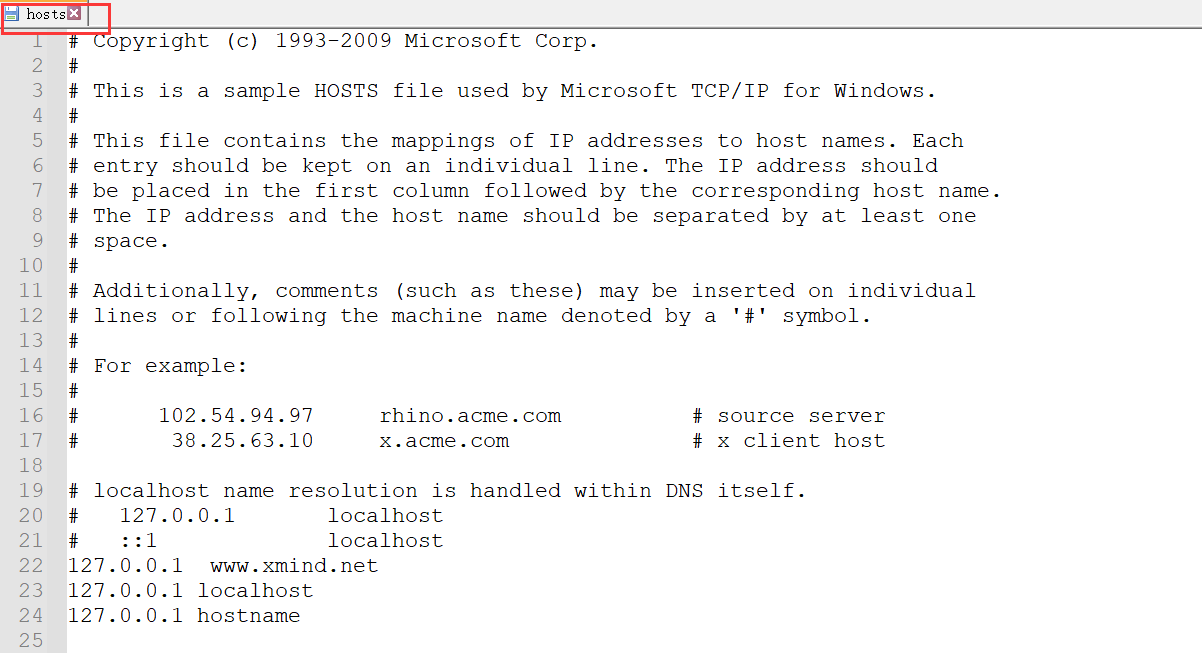 hosts
1 # Copyright (c) 1993-2009 Microsoft Corp.
2 #
3 # This is a sample HOSTS file used by Microsoft TCP/IP for Windows.
4 #
5 # This file contains the mappings of IP addresses to host names. Each
6 # entry should be kept on an individual line. The IP address should
7 # be placed in the first column followed by the corresponding host name.
8 # The IP address and the host name should be separated by at least one
9 # space.
10 #
11 # Additionally, comments (such as these) may be inserted on individual
12 # lines or following the machine name denoted by a '#' symbol.
13 #
14 # For example:
15 #
16 #      102.54.94.97     rhino.acme.com          # source server
17 #       38.25.63.10     x.acme.com              # x client host
18
19 # localhost name resolution is handled within DNS itself.
20 #   127.0.0.1       localhost
21 #   ::1             localhost
22 127.0.0.1  www.xmind.net
23 127.0.0.1 localhost
24 127.0.0.1 hostname
25